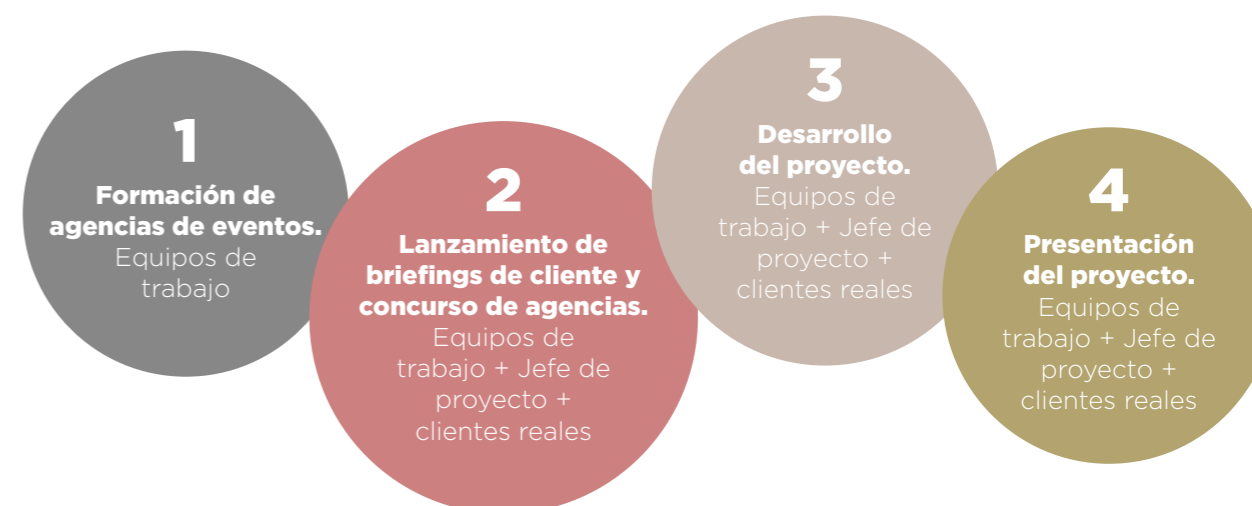 1
Formación de
agencias de eventos.
Equipos de
trabajo
2
Lanzamiento de
briefings de cliente y
concurso de agencias.
Equipos de
trabajo + Jefe de
proyecto +
clientes reales
3
Desarrollo
del proyecto.
Equipos de
trabajo + Jefe de
proyecto +
clientes reales
4
Presentación
del proyecto.
Equipos de
trabajo + Jefe de
proyecto +
clientes reales